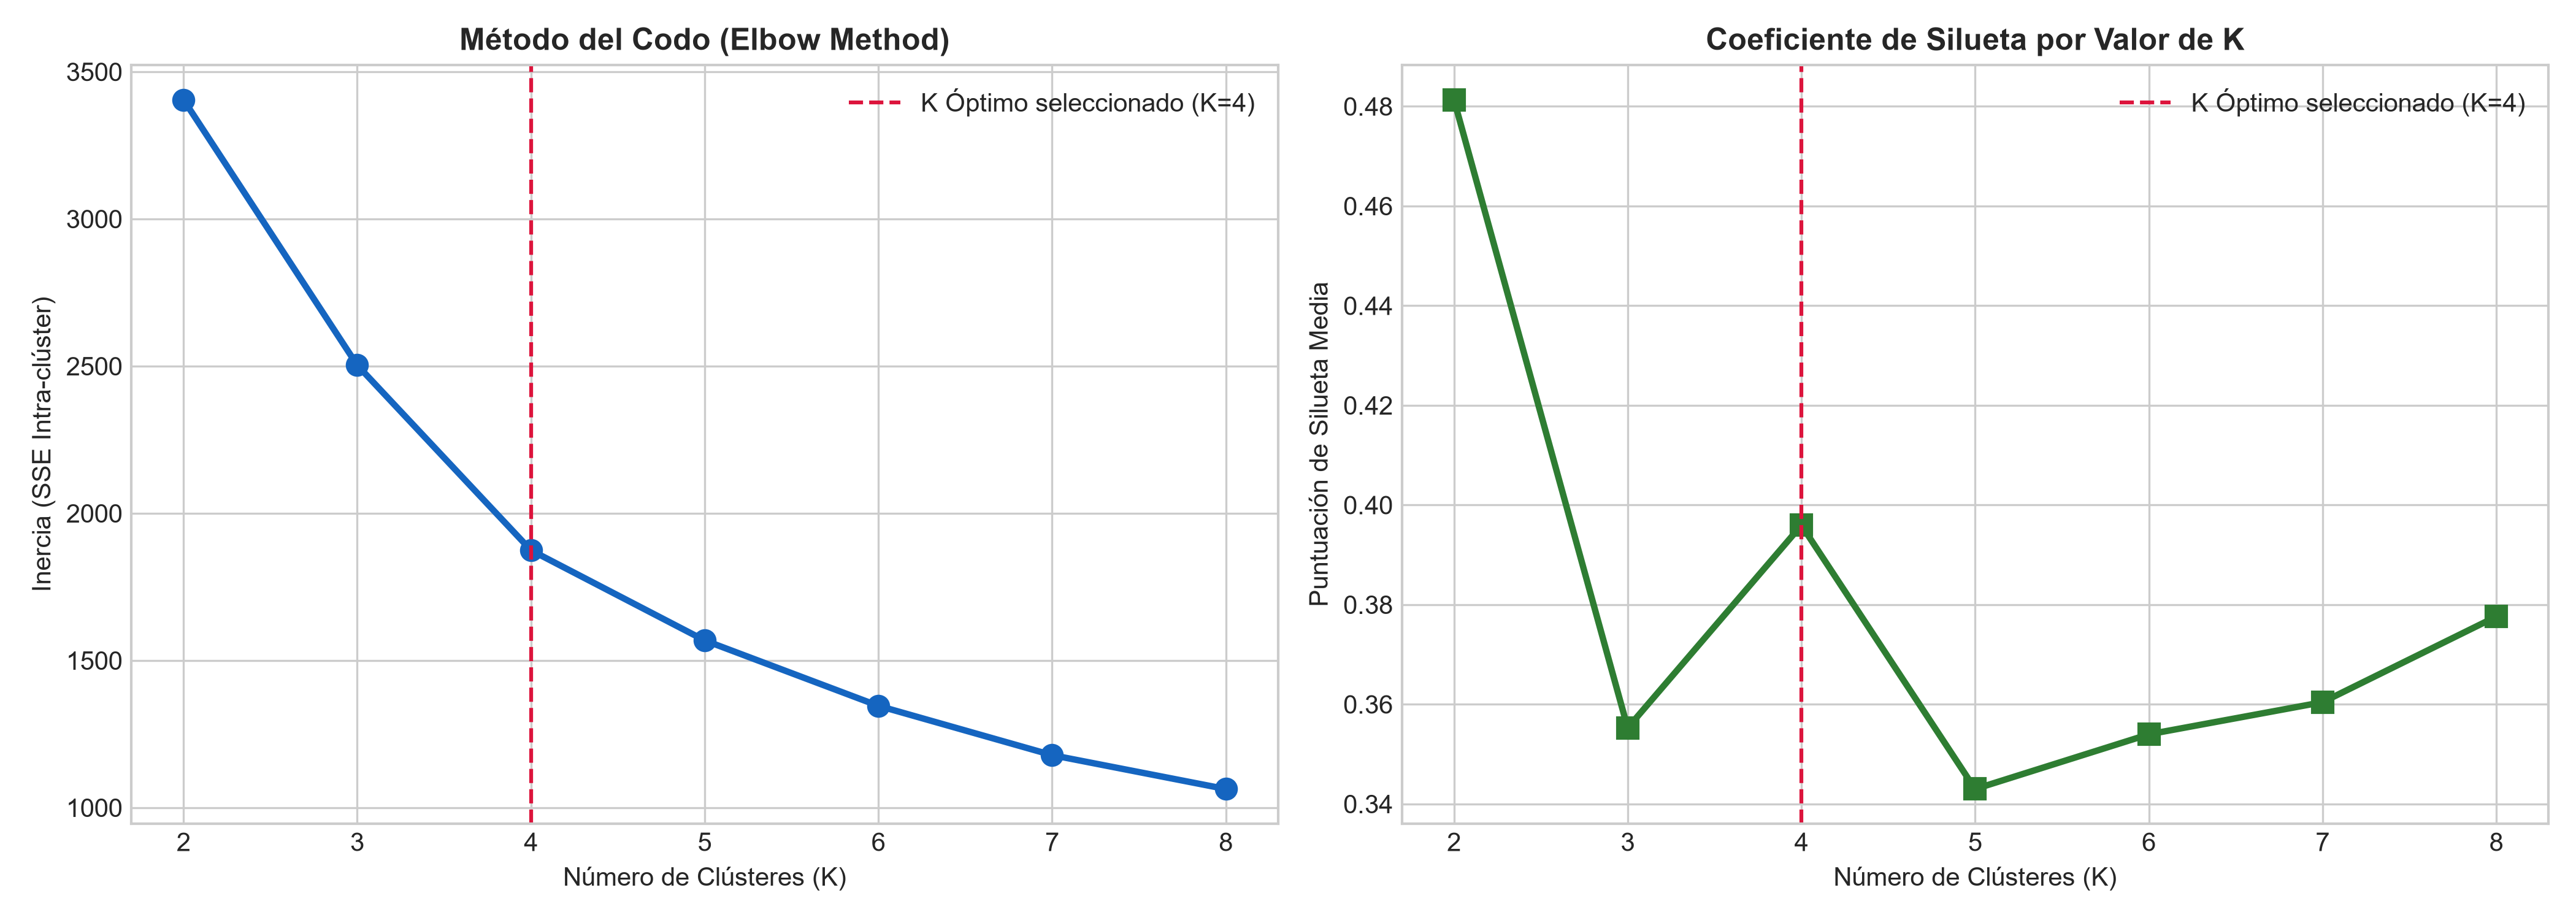 Método del Codo (Elbow Method)
K Óptimo seleccionado (K=4)
Inercia (SSE Intra-clúster)
3500
3000
2500
2000
1500
1000
2 3 4 5 6 7 8
Número de Clústeres (K)
Coeficiente de Silueta por Valor de K
K Óptimo seleccionado (K=4)
Puntuación de Silueta Media
0.48
0.46
0.44
0.42
0.40
0.38
0.36
0.34
2 3 4 5 6 7 8
Número de Clústeres (K)